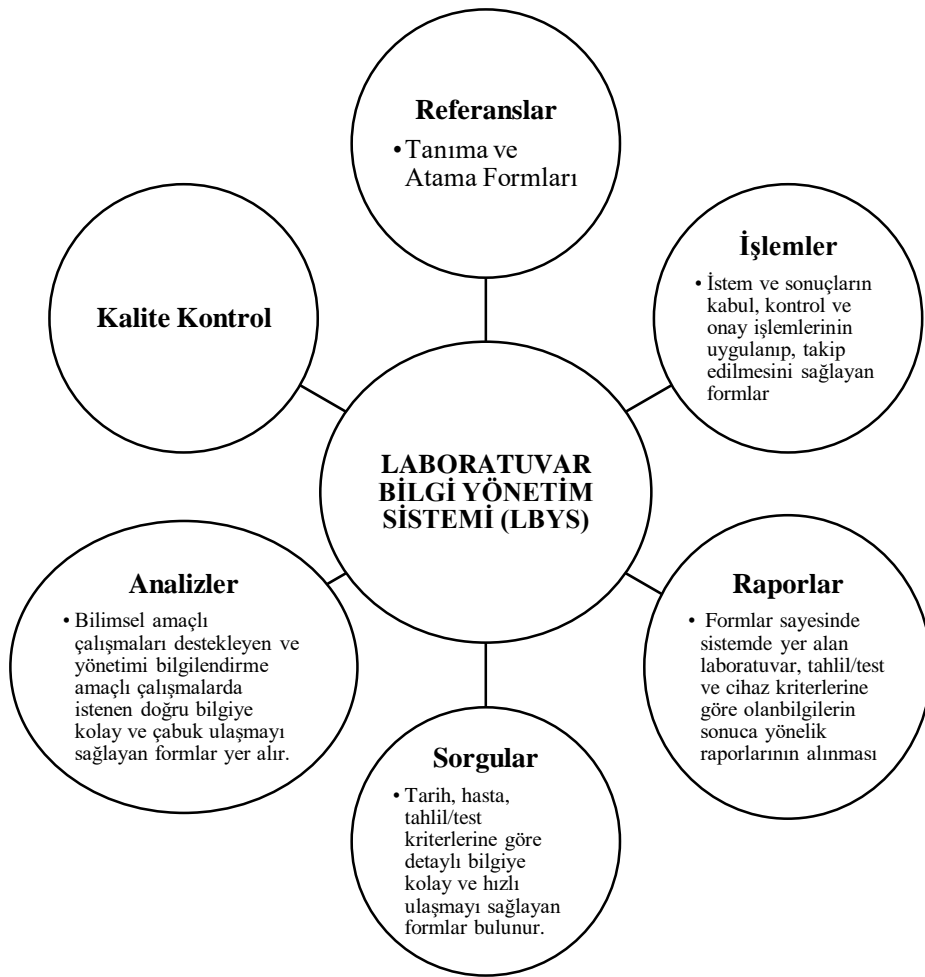 Referanslar
• Tanıma ve
Atama Formları
İşlemler
• İstem ve sonuçların
kabul, kontrol ve
onay işlemlerinin
uygulanıp, takip
edilmesini sağlayan
formlar
Kalite Kontrol
LABORATUVAR
BİLGİ YÖNETİM
SİSTEMİ (LBYS)
Analizler
• Bilimsel amaçlı
çalışmaları destekleyen ve
yönetimi bilgilendirme
amaçlı çalışmalarda
istenen doğru bilgiye
kolay ve çabuk ulaşmayı
sağlayan formlar yer alır.
Raporlar
• Formlar sayesinde
sistemde yer alan
laboratuvar, tahlil/test
ve cihaz kriterlerine
göre olanbilgilerin
sonuca yönelik
raporlarının alınması
Sorgular
• Tarih, hasta,
tahlil/test
kriterlerine göre
detaylı bilgiye
kolay ve hızlı
ulaşmayı sağlayan
formlar bulunur.